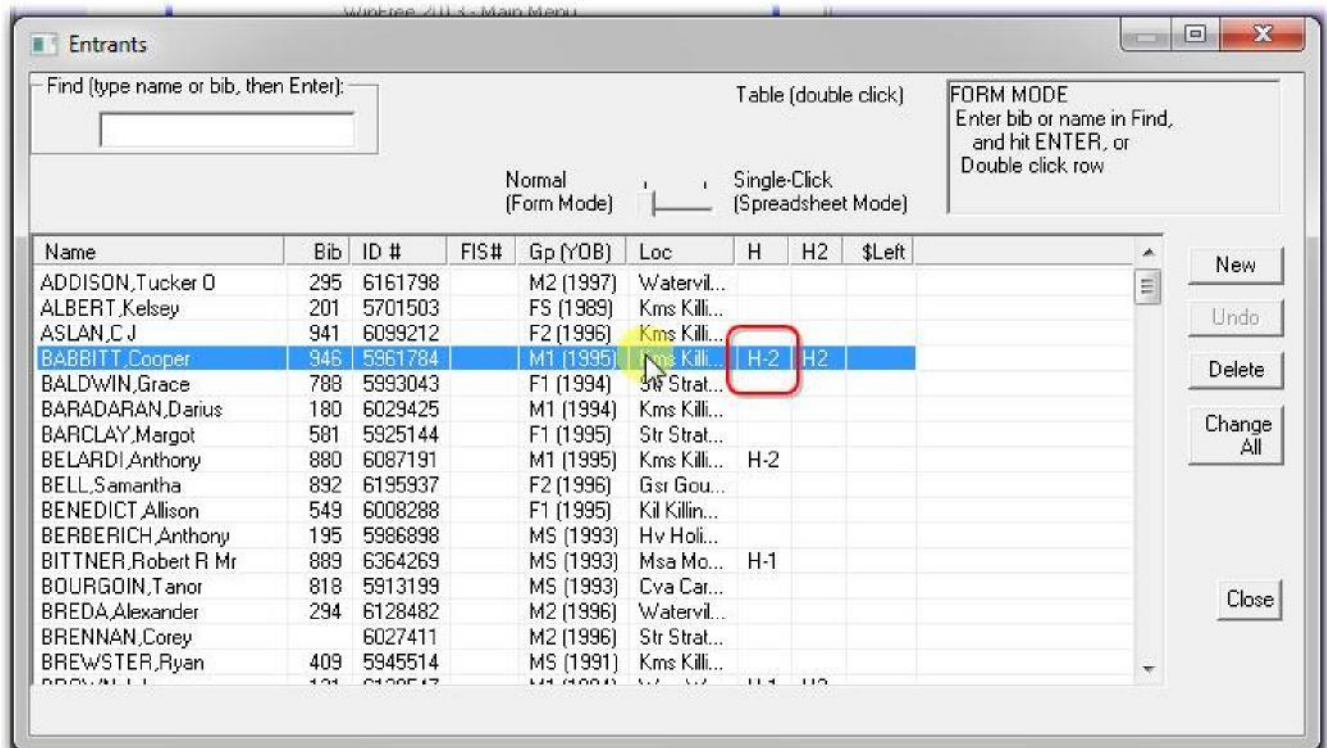 WinFree 2013 - Main Menu
Entrants
Find (type name or bib, then Enter):
Table (double click)
FORM MODE
Enter bib or name in Find,
and hit ENTER, or
Double click row
Normal
(Form Mode)
Single-Click
(Spreadsheet Mode)
Name Bib ID # FIS# Gp (YOB) Loc H H2 $Left
ADDISON,Tucker O 295 6161798 M2 (1997) Watervil...
ALBERT,Kelsey 201 5701503 FS (1989) Kms Killi...
ASLAN,C J 941 6099212 F2 (1996) Kms Killi...
BABBITT,Cooper 946 5961784 M1 (1995) Kms Killi... H-2 H2
BALDWIN,Grace 788 5993043 F1 (1994) Str Strat...
BARADARAN,Darius 180 6029425 M1 (1994) Kms Killi...
BARCLAY,Margot 581 5925144 F1 (1995) Str Strat...
BELARDI,Anthony 880 6087191 M1 (1995) Kms Killi... H-2
BELL,Samantha 892 6195937 F2 (1996) Gsr Gou...
BENEDICT,Allison 549 6008288 F1 (1995) Kil Killin...
BERBERICH,Anthony 195 5986898 MS (1993) Hv Holi...
BITTNER,Robert R Mr 889 6364269 MS (1993) Msa Mo... H-1
BOURGOIN,Tanor 818 5913199 MS (1993) Cva Car...
BREDA,Alexander 294 6128482 M2 (1996) Watervil...
BRENNAN,Corey 6027411 M2 (1996) Str Strat...
BREWSTER,Ryan 409 5945514 MS (1991) Kms Killi...
New
Undo
Delete
Change
All
Close